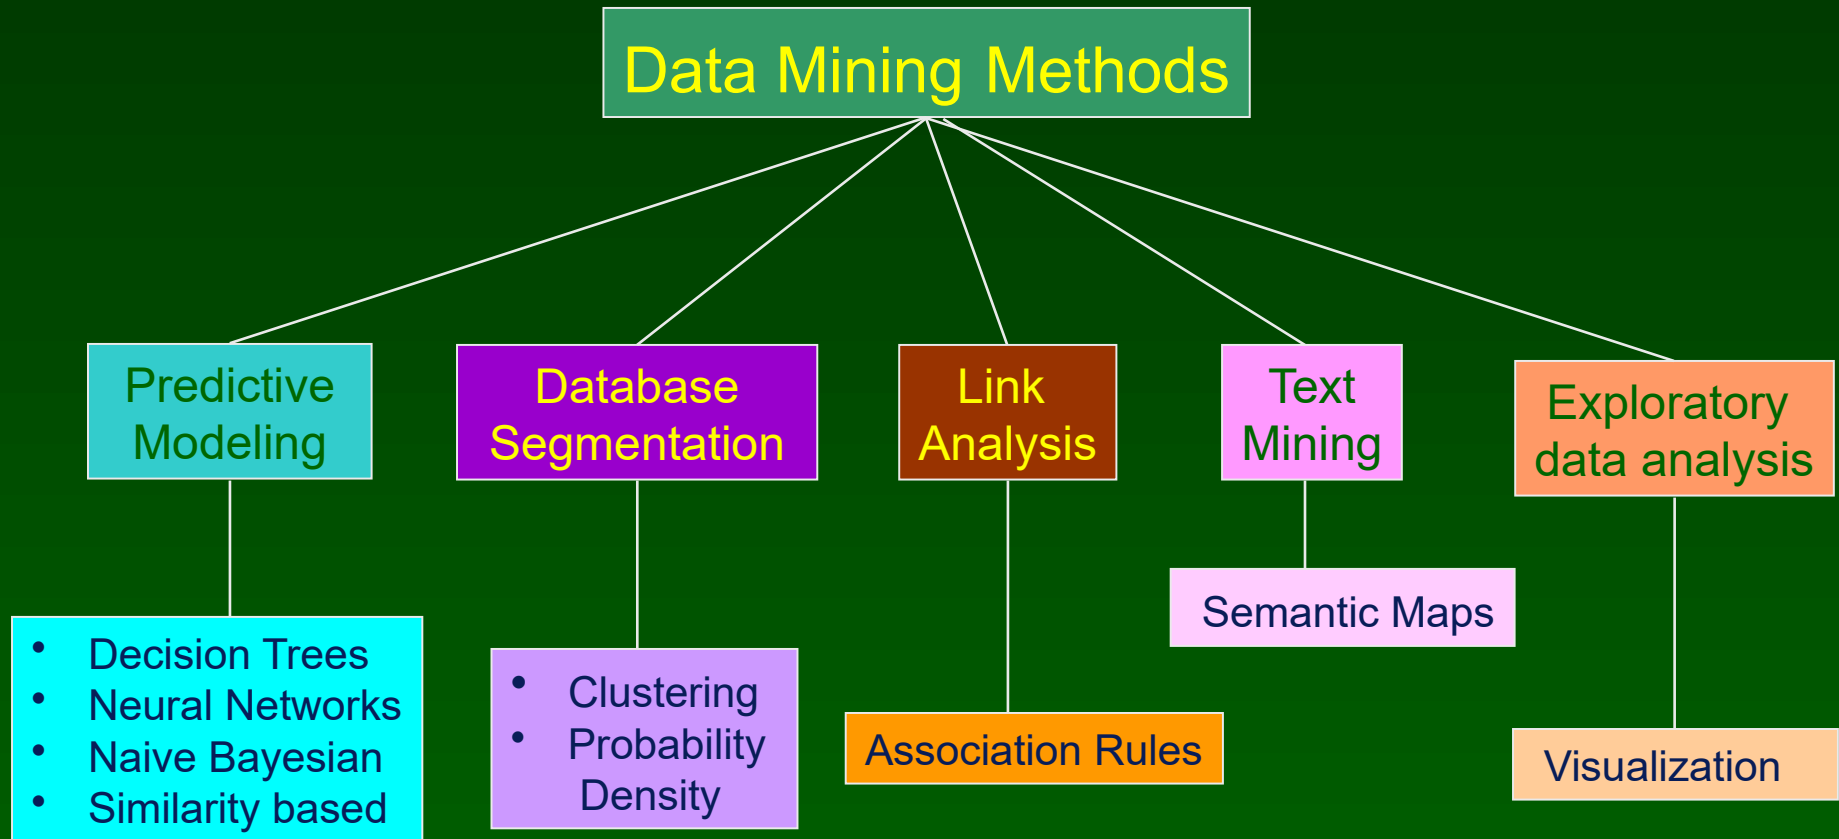 Data Mining Methods
Predictive
Modeling
Database
Segmentation
Link
Analysis
Text
Mining
Exploratory
data analysis
• Decision Trees
• Neural Networks
• Naive Bayesian
• Similarity based
• Clustering
• Probability
Density
Association Rules
Semantic Maps
Visualization